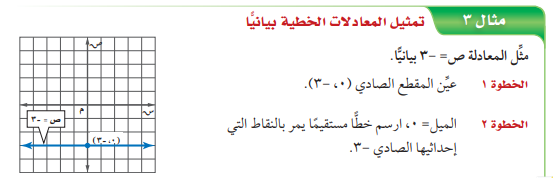 مثال ٣ تمثيل المعادلات الخطية بيانيًّا
مثِّل المعادلة ص= -٣ بيانيًّا.
الخطوة ١ عيِّن المقطع الصادي (٠، -٣).
الخطوة ٢ الميل= ٠، ارسم خطًّا مستقيمًا يمر بالنقاط التي
إحداثيها الصادي -٣.
ص
س
م
ص = -٣
(٠، -٣)